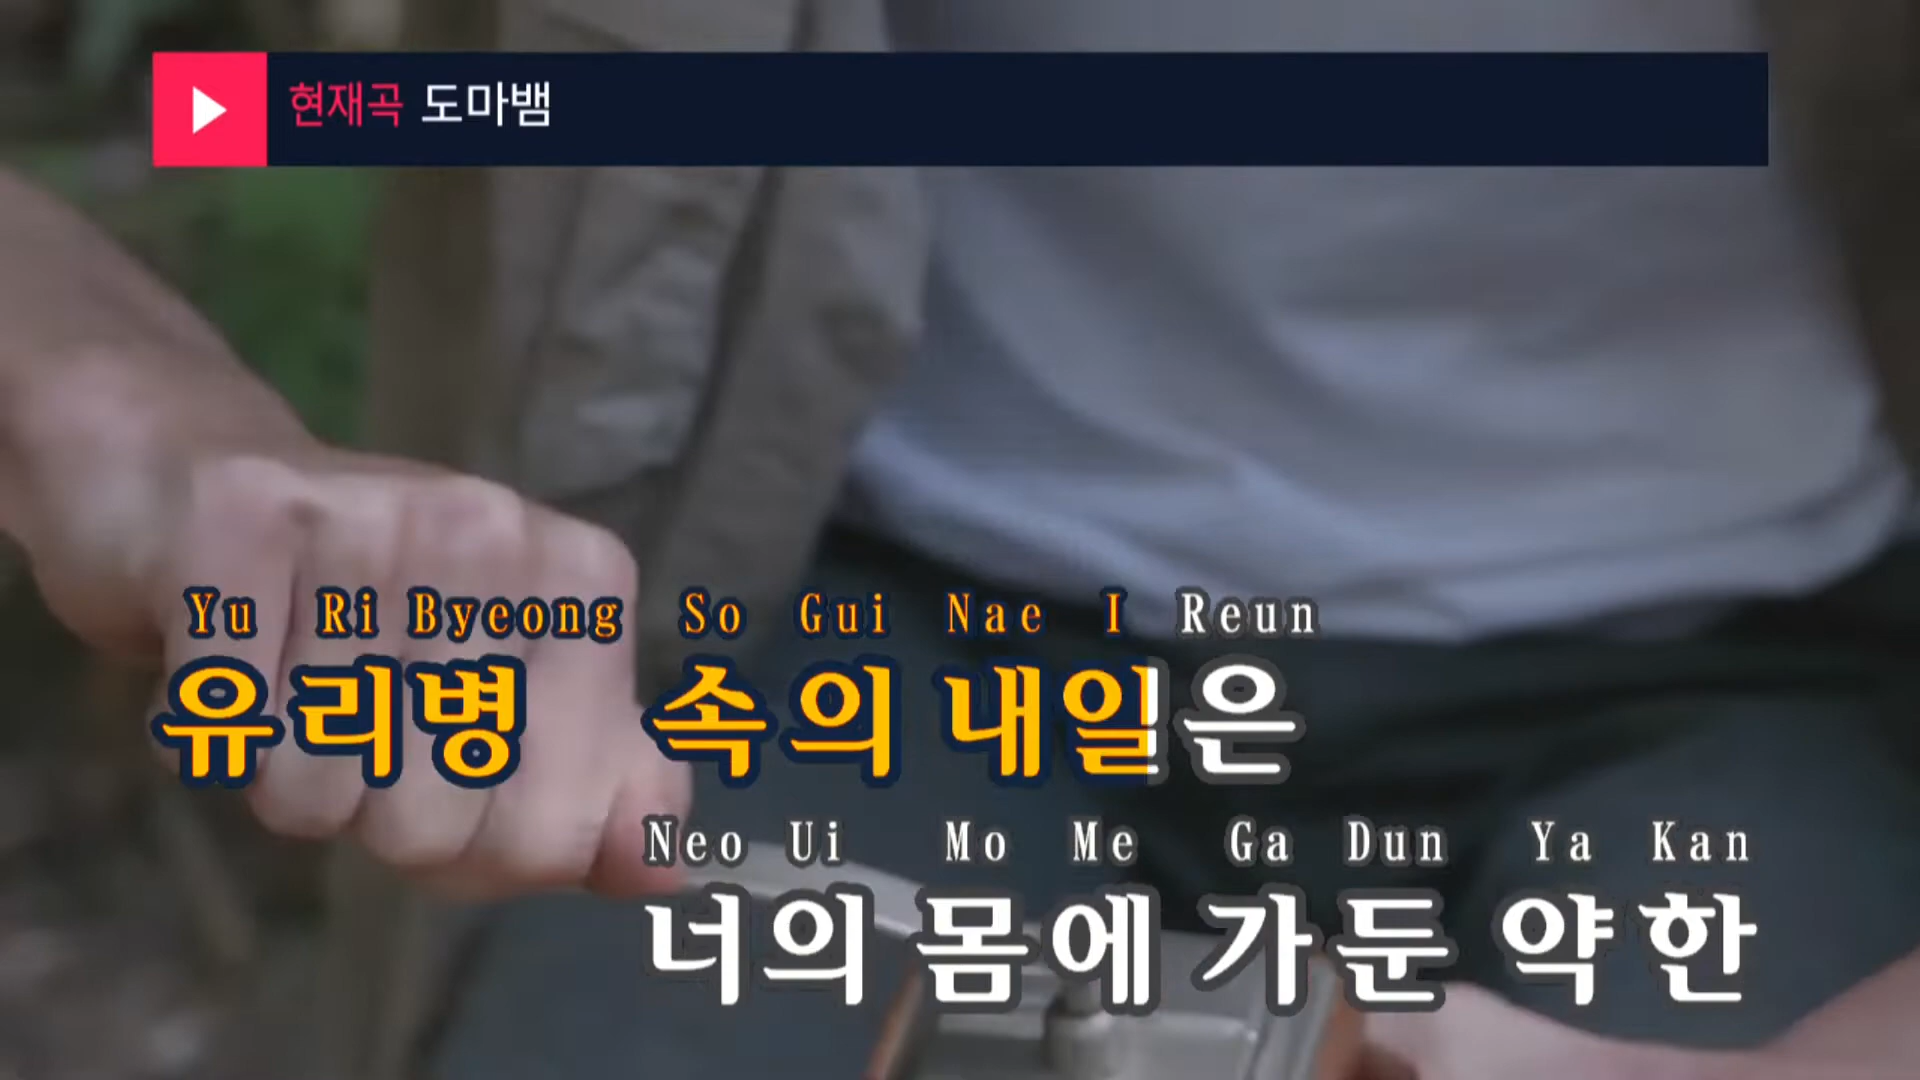 현재곡 도마뱀
Yu Ri Byeong So Gui Nae I Reun
유리병 속의 내일은
Neo Ui Mo Me Ga Dun Ya Kan
너의 몸에 가둔 약한